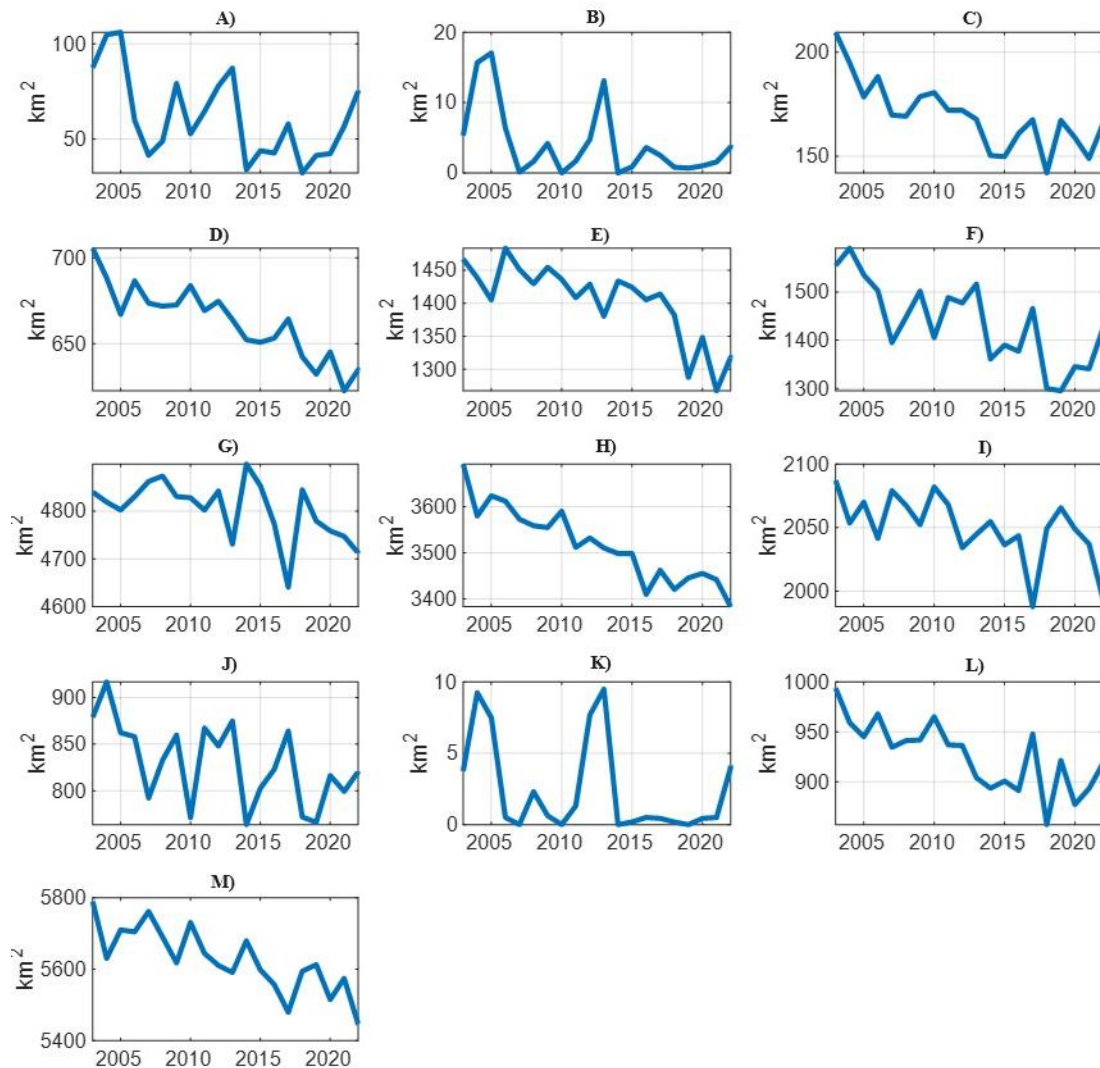 A)
km2
100
50
2005 2010 2015 2020
B)
km2
20
10
0
2005 2010 2015 2020
C)
km2
200
150
2005 2010 2015 2020
D)
km2
700
650
2005 2010 2015 2020
E)
km2
1450
1400
1350
1300
2005 2010 2015 2020
F)
km2
1500
1400
1300
2005 2010 2015 2020
G)
km2
4800
4700
4600
2005 2010 2015 2020
H)
km2
3600
3500
3400
2005 2010 2015 2020
I)
km2
2100
2050
2000
2005 2010 2015 2020
J)
km2
900
850
800
2005 2010 2015 2020
K)
km2
10
5
0
2005 2010 2015 2020
L)
km2
1000
950
900
2005 2010 2015 2020
M)
km2
5800
5600
5400
2005 2010 2015 2020